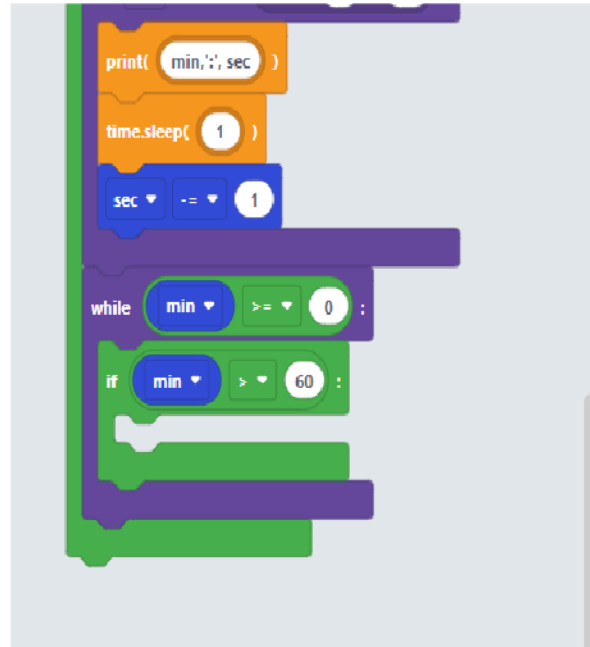 print( min,':', sec )
time.sleep( 1 )
sec -= 1
while min >= 0 :
if min > 60 :